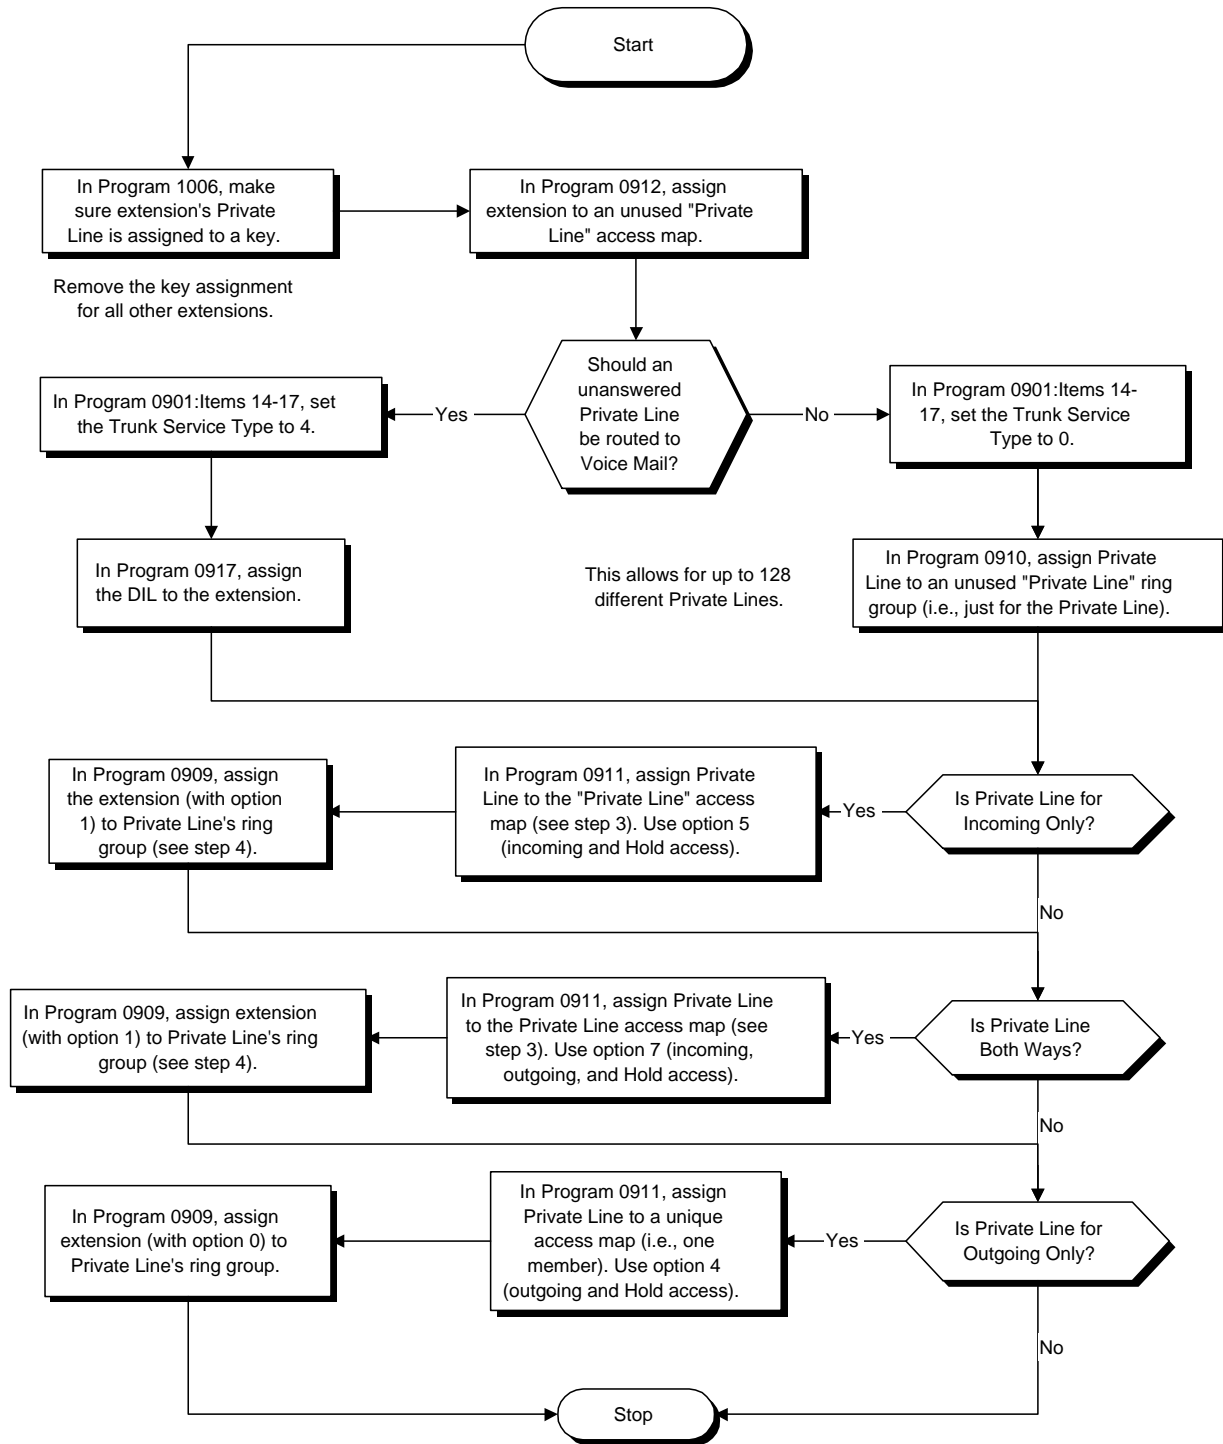 Start
In Program 1006, make
sure extension's Private
Line is assigned to a key.
In Program 0912, assign
extension to an unused "Private
Line" access map.
Remove the key assignment
for all other extensions.
Should an
unanswered
Private Line
be routed to
Voice Mail?
Yes
No
In Program 0901:Items 14-17, set
the Trunk Service Type to 4.
In Program 0901:Items 14-
17, set the Trunk Service
Type to 0.
In Program 0917, assign
the DIL to the extension.
This allows for up to 128
different Private Lines.
In Program 0910, assign Private
Line to an unused "Private Line" ring
group (i.e., just for the Private Line).
Is Private Line for
Incoming Only?
Yes
In Program 0911, assign Private
Line to the "Private Line" access
map (see step 3). Use option 5
(incoming and Hold access).
In Program 0909, assign
the extension (with option
1) to Private Line's ring
group (see step 4).
No
Is Private Line
Both Ways?
Yes
In Program 0911, assign Private Line
to the Private Line access map (see
step 3). Use option 7 (incoming,
outgoing, and Hold access).
In Program 0909, assign extension
(with option 1) to Private Line's ring
group (see step 4).
No
Is Private Line for
Outgoing Only?
Yes
In Program 0911, assign
Private Line to a unique
access map (i.e., one
member). Use option 4
(outgoing and Hold access).
In Program 0909, assign
extension (with option 0) to
Private Line's ring group.
No
Stop